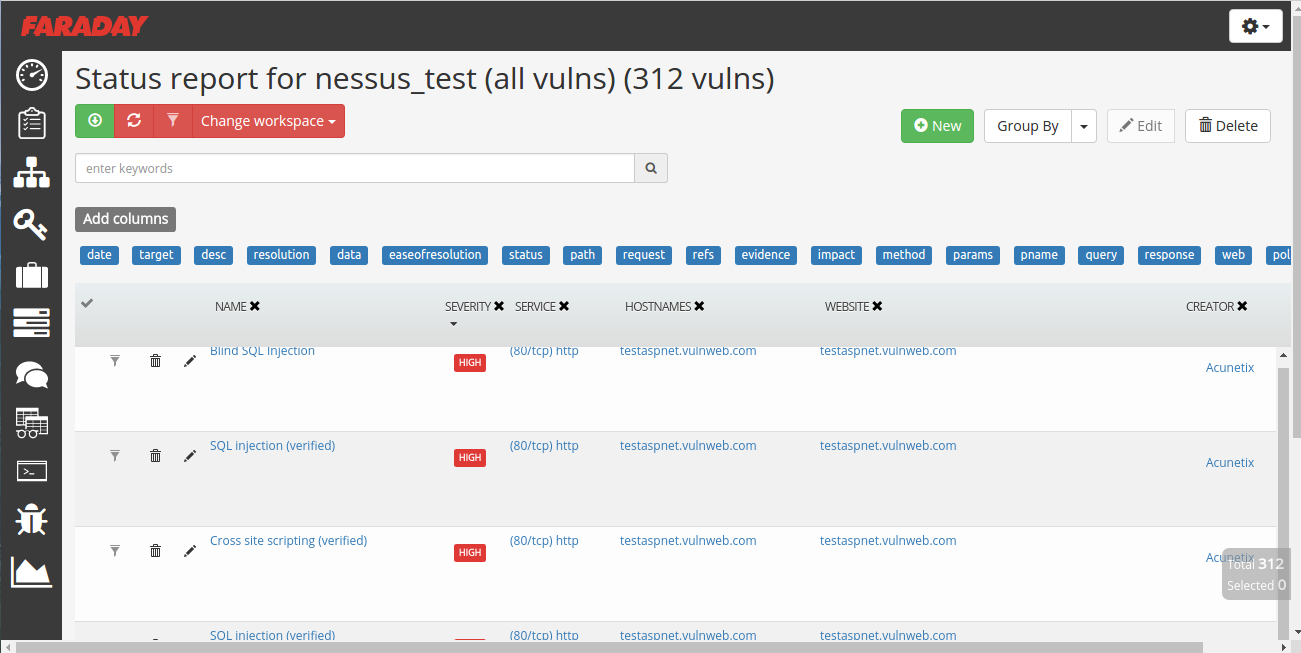 FARADAY
Status report for nessus_test (all vulns) (312 vulns)
Change workspace
New Group By Edit Delete
enter keywords
Add columns
date target desc resolution data easeofresolution status path request refs evidence impact method params pname query response web pol
NAME SEVERITY SERVICE HOSTNAMES WEBSITE CREATOR
Blind SQL Injection HIGH (80/tcp) http testaspnet.vulnweb.com testaspnet.vulnweb.com Acunetix
SQL injection (verified) HIGH (80/tcp) http testaspnet.vulnweb.com testaspnet.vulnweb.com Acunetix
Cross site scripting (verified) HIGH (80/tcp) http testaspnet.vulnweb.com testaspnet.vulnweb.com Acunetix
Total 312
Selected 0
SQL injection (verified) (80/tcp) http testaspnet.vulnweb.com testaspnet.vulnweb.com